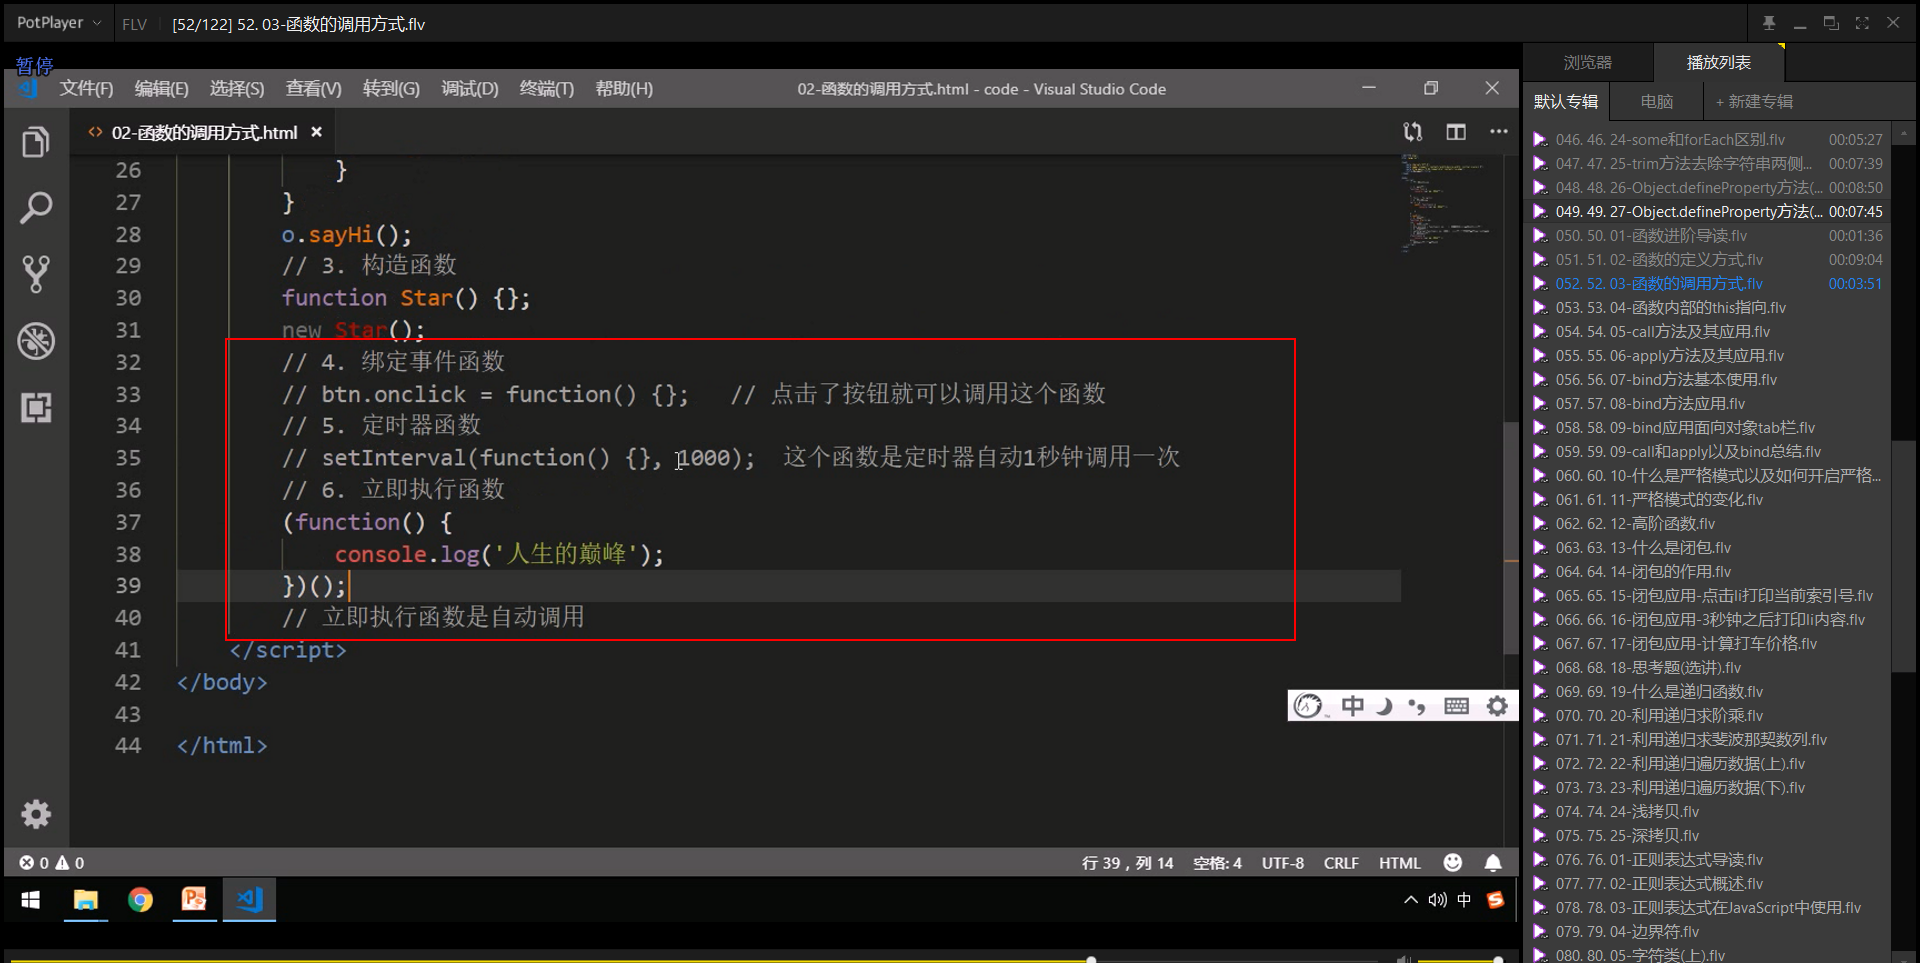 PotPlayer
FLV
[52/122] 52. 03-函数的调用方式.flv
暂停
文件(F) 编辑(E) 选择(S) 查看(V) 转到(G) 调试(D) 终端(T) 帮助(H)
02-函数的调用方式.html - code - Visual Studio Code
02-函数的调用方式.html
26 }
27 }
28 o.sayHi();
29 // 3. 构造函数
30 function Star() {};
31 new Star();
32 // 4. 绑定事件函数
33 // btn.onclick = function() {}; // 点击了按钮就可以调用这个函数
34 // 5. 定时器函数
35 // setInterval(function() {}, 1000); 这个函数是定时器自动1秒钟调用一次
36 // 6. 立即执行函数
37 (function() {
38 console.log('人生的巅峰');
39 })();
40 // 立即执行函数是自动调用
41 </script>
42 </body>
43
44 </html>
中
0 0
行 39，列 14 空格: 4 UTF-8 CRLF HTML
中
浏览器 播放列表
默认专辑 电脑 + 新建专辑
046. 46. 24-some和forEach区别.flv 00:05:27
047. 47. 25-trim方法去除字符串两侧... 00:07:39
048. 48. 26-Object.defineProperty方法(... 00:08:50
049. 49. 27-Object.defineProperty方法(... 00:07:45
050. 50. 01-函数进阶导读.flv 00:01:36
051. 51. 02-函数的定义方式.flv 00:09:04
052. 52. 03-函数的调用方式.flv 00:03:51
053. 53. 04-函数内部的this指向.flv
054. 54. 05-call方法及其应用.flv
055. 55. 06-apply方法及其应用.flv
056. 56. 07-bind方法基本使用.flv
057. 57. 08-bind方法应用.flv
058. 58. 09-bind应用面向对象tab栏.flv
059. 59. 09-call和apply以及bind总结.flv
060. 60. 10-什么是严格模式以及如何开启严格...
061. 61. 11-严格模式的变化.flv
062. 62. 12-高阶函数.flv
063. 63. 13-什么是闭包.flv
064. 64. 14-闭包的作用.flv
065. 65. 15-闭包应用-点击li打印当前索引号.flv
066. 66. 16-闭包应用-3秒钟之后打印li内容.flv
067. 67. 17-闭包应用-计算打车价格.flv
068. 68. 18-思考题(选讲).flv
069. 69. 19-什么是递归函数.flv
070. 70. 20-利用递归求阶乘.flv
071. 71. 21-利用递归求斐波那契数列.flv
072. 72. 22-利用递归遍历数据(上).flv
073. 73. 23-利用递归遍历数据(下).flv
074. 74. 24-浅拷贝.flv
075. 75. 25-深拷贝.flv
076. 76. 01-正则表达式导读.flv
077. 77. 02-正则表达式概述.flv
078. 78. 03-正则表达式在JavaScript中使用.flv
079. 79. 04-边界符.flv
080. 80. 05-字符类(上).flv